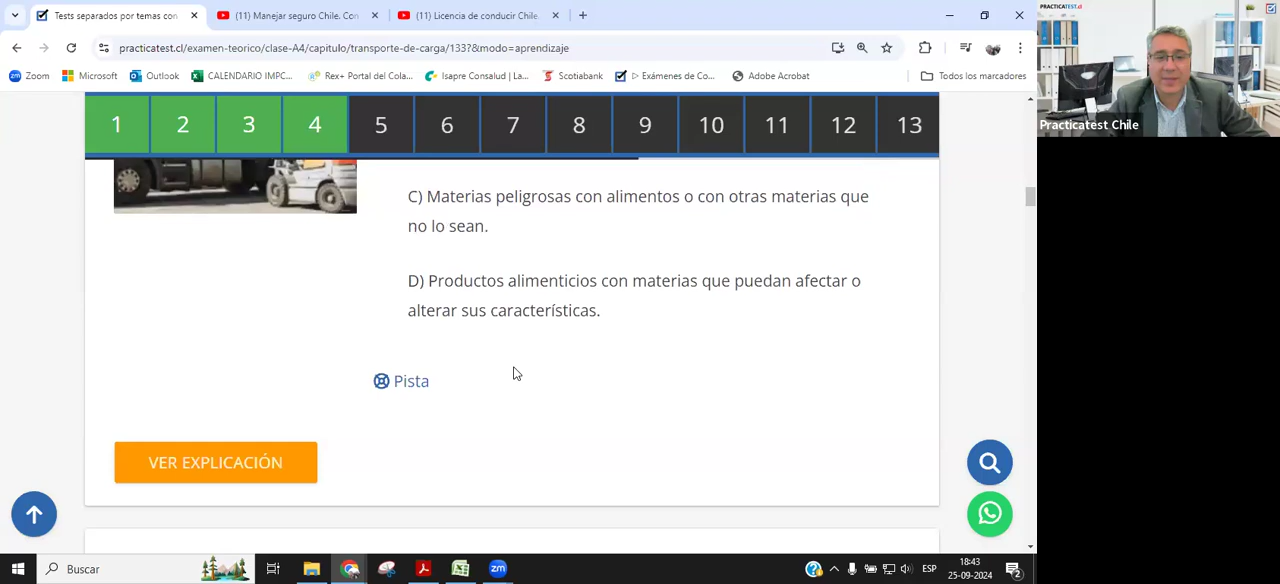 Tests separados por temas con
(11) Manejar seguro Chile.
(11) Licencia de conducir Chile.
practicatest.cl/examen-teorico/clase-A4/capitulo/transporte-de-carga/133?&modo=aprendizaje
Zoom
Microsoft
Outlook
CALENDARIO IMPC...
Rex+ Portal del Cola...
Isapre Consalud | La...
Scotiabank
▷ Exámenes de Co...
Adobe Acrobat
Todos los marcadores
PRACTICATEST.cl
Practicatest Chile
1 2 3 4 5 6 7 8 9 10 11 12 13
C) Materias peligrosas con alimentos o con otras materias que
no lo sean.
D) Productos alimenticios con materias que puedan afectar o
alterar sus características.
Pista
VER EXPLICACIÓN
Buscar
zm
ESP
18:43
25-09-2024
2